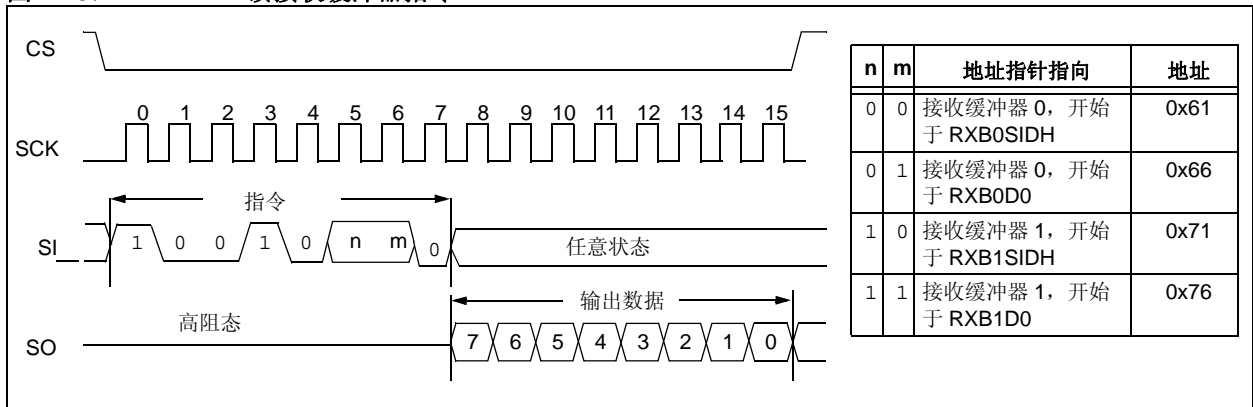 CS
0 1 2 3 4 5 6 7 8 9 10 11 12 13 14 15
SCK
指令
SI
1 0 0 1 0 n m 0
任意状态
输出数据
高阻态
SO
7 6 5 4 3 2 1 0
n m 地址指针指向 地址
0 0 接收缓冲器 0，开始
于 RXB0SIDH
0x61
0 1 接收缓冲器 0，开始
于 RXB0D0
0x66
1 0 接收缓冲器 1，开始
于 RXB1SIDH
0x71
1 1 接收缓冲器 1，开始
于 RXB1D0
0x76